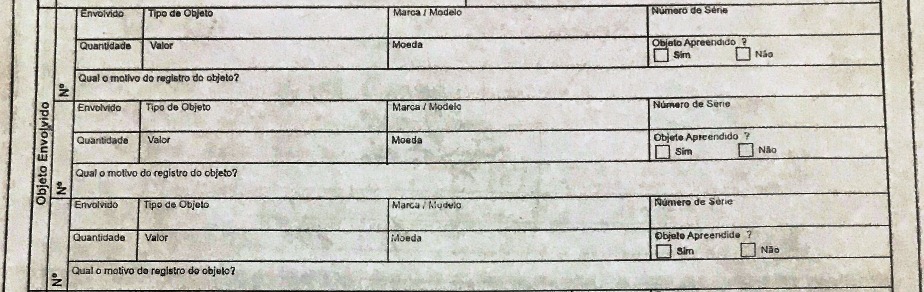 Objeto Envolvido
Nº
Envolvido Tipo de Objeto Marca / Modelo Número de Série
Quantidade Valor Moeda Objeto Apreendido ?
Sim Não
Qual o motivo do registro do objeto?
Nº
Envolvido Tipo de Objeto Marca / Modelo Número de Série
Quantidade Valor Moeda Objeto Apreendido ?
Sim Não
Qual o motivo do registro do objeto?
Nº
Envolvido Tipo de Objeto Marca / Modelo Número de Série
Quantidade Valor Moeda Objeto Apreendido ?
Sim Não
Qual o motivo do registro do objeto?